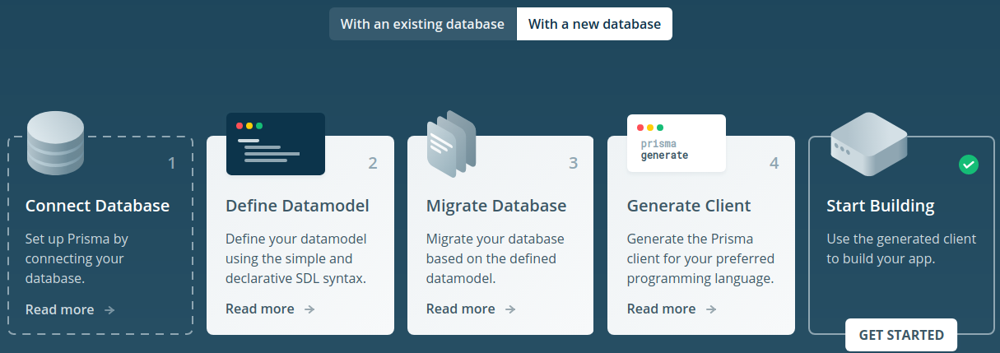 With an existing database
With a new database
1
Connect Database
Set up Prisma by
connecting your
database.
Read more
2
Define Datamodel
Define your datamodel
using the simple and
declarative SDL syntax.
Read more
3
Migrate Database
Migrate your database
based on the defined
datamodel.
Read more
prisma
generate
4
Generate Client
Generate the Prisma
client for your preferred
programming language.
Read more
Start Building
Use the generated client
to build your app.
GET STARTED